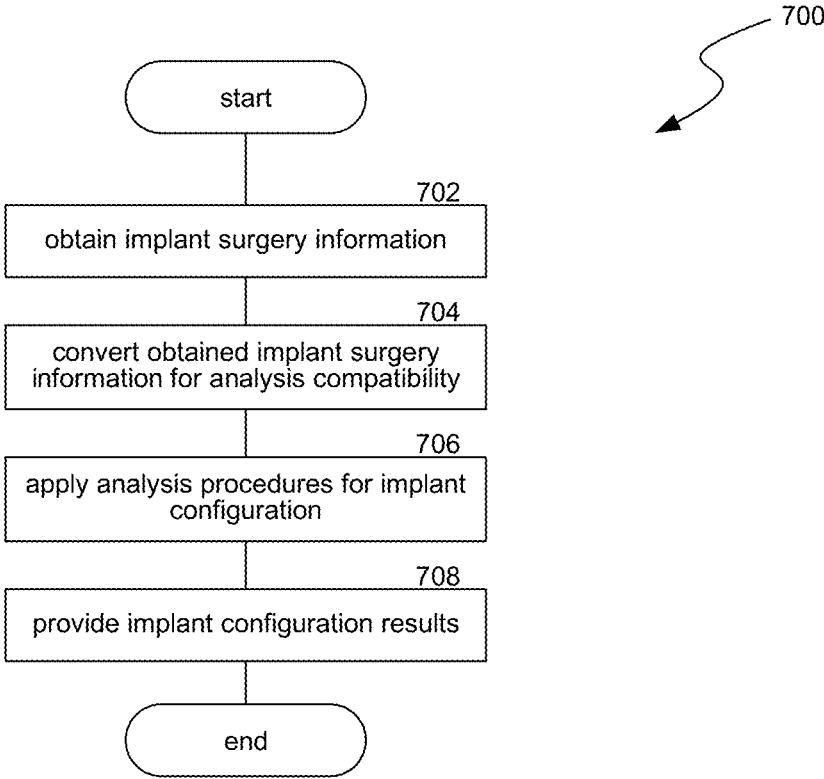 700
start
702
obtain implant surgery information
704
convert obtained implant surgery
information for analysis compatibility
706
apply analysis procedures for implant
configuration
708
provide implant configuration results
end